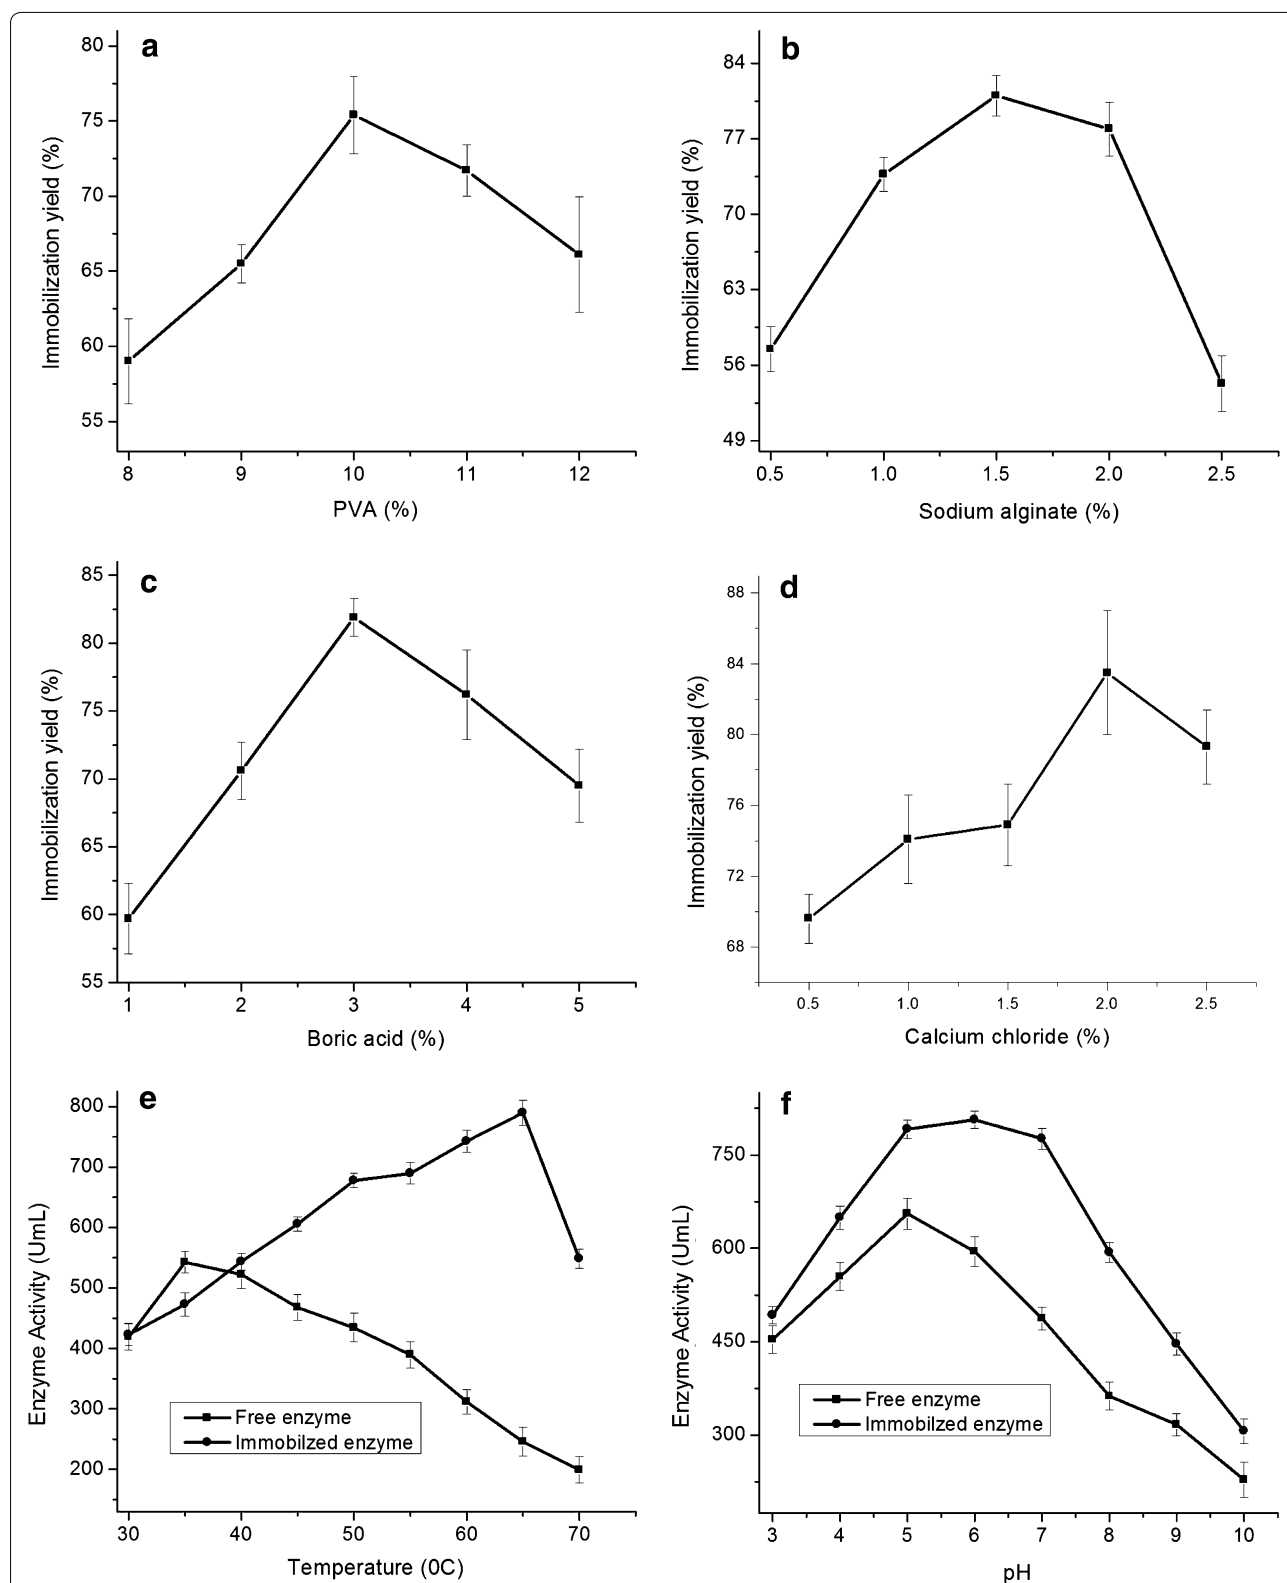 a
80
75
70
65
60
55
Immobilization yield (%)
8 9 10 11 12
PVA (%)
b
84
77
70
63
56
49
Immobilization yield (%)
0.5 1.0 1.5 2.0 2.5
Sodium alginate (%)
c
85
80
75
70
65
60
55
Immobilization yield (%)
1 2 3 4 5
Boric acid (%)
d
88
84
80
76
72
68
Immobilization yield (%)
0.5 1.0 1.5 2.0 2.5
Calcium chloride (%)
e
800
700
600
500
400
300
200
Enzyme Activity (UmL)
Free enzyme
Immobilzed enzyme
30 40 50 60 70
Temperature (0C)
f
750
600
450
300
Enzyme Activity (UmL)
Free enzyme
Immobilzed enzyme
3 4 5 6 7 8 9 10
pH